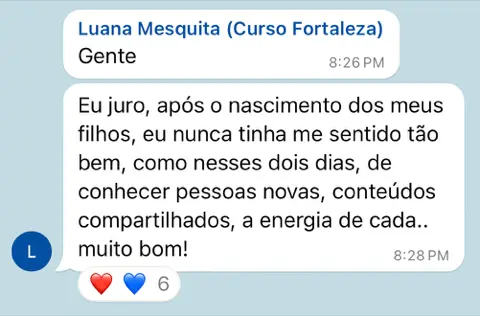 Luana Mesquita (Curso Fortaleza)
Gente
8:26 PM
Eu juro, após o nascimento dos meus
filhos, eu nunca tinha me sentido tão
bem, como nesses dois dias, de
conhecer pessoas novas, conteúdos
compartilhados, a energia de cada..
muito bom!
8:28 PM
L
❤️ 💙 6